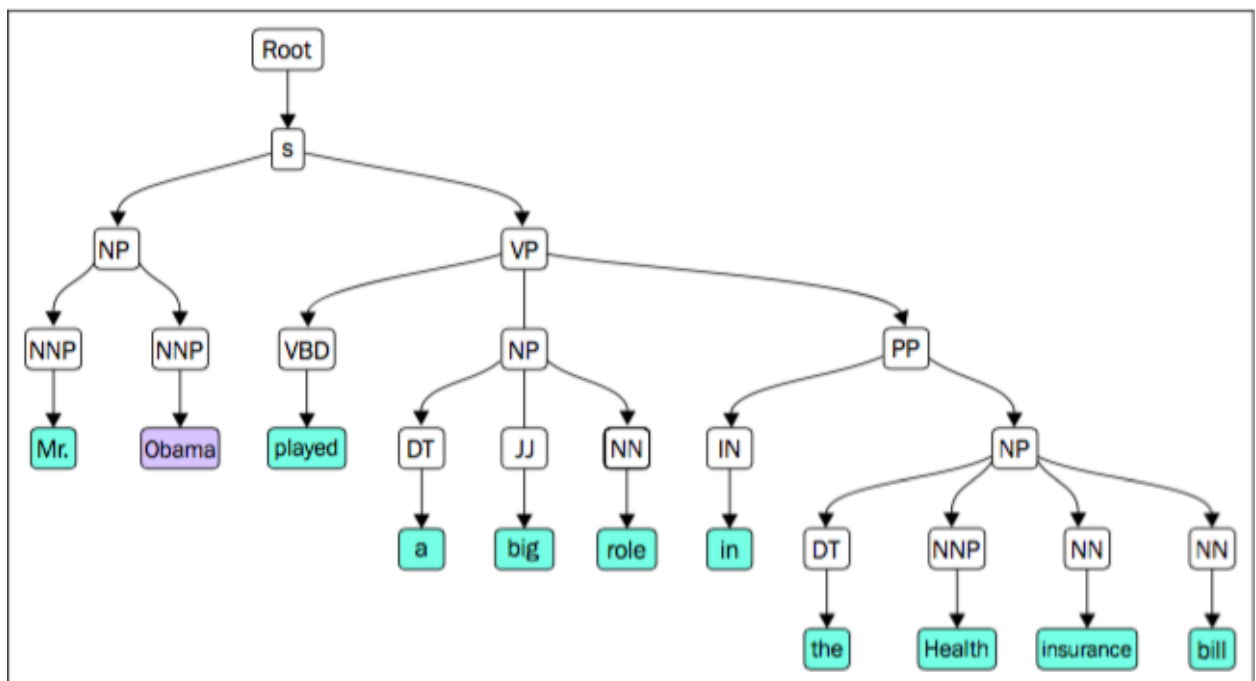 Root
s
NP VP
NNP NNP VBD NP PP
Mr. Obama played DT JJ NN IN NP
a big role in DT NNP NN NN
the Health insurance bill